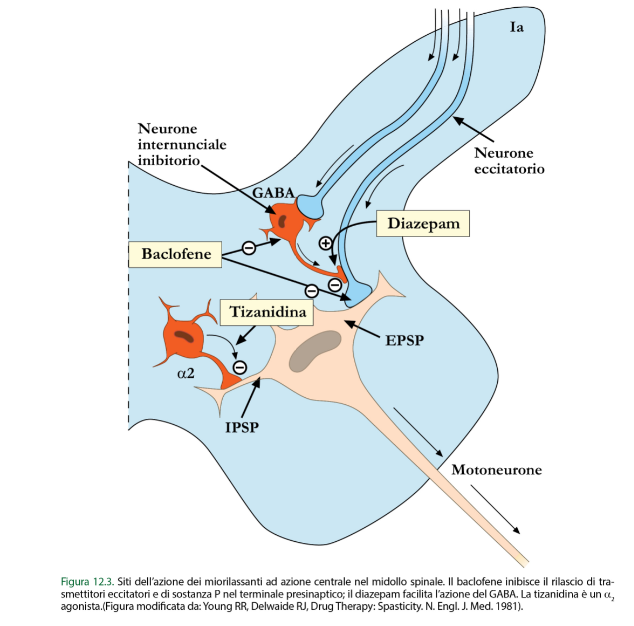 Ia
Neurone
internunciale
inibitorio
Neurone
eccitatorio
GABA
Diazepam
+
−
Baclofene
−
−
Tizanidina
EPSP
−
α2
IPSP
Motoneurone
Figura 12.3. Siti dell'azione dei miorilassanti ad azione centrale nel midollo spinale. Il baclofene inibisce il rilascio di tra-
smettitori eccitatori e di sostanza P nel terminale presinaptico; il diazepam facilita l'azione del GABA. La tizanidina è un α₂
agonista.(Figura modificata da: Young RR, Delwaide RJ, Drug Therapy: Spasticity. N. Engl. J. Med. 1981).